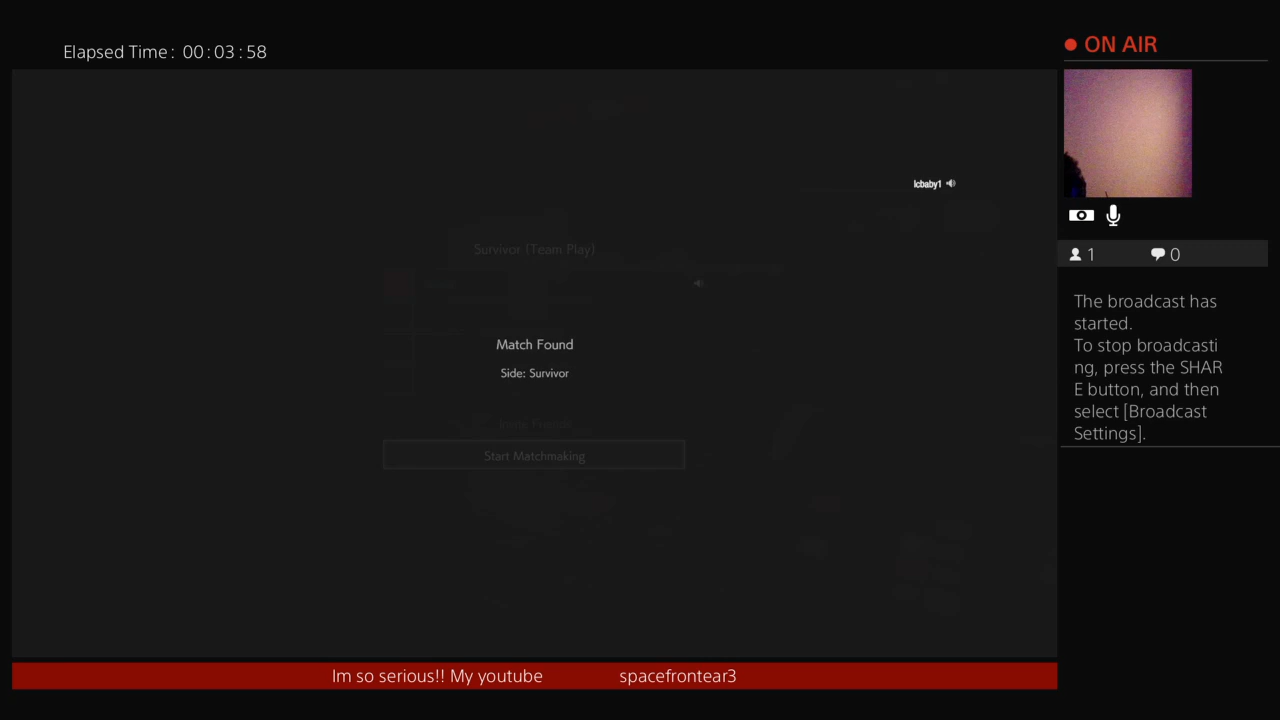 Elapsed Time: 00:03:58
ON AIR
lcbaby1
1 0
Survivor (Team Play)
The broadcast has
started.
To stop broadcasti
ng, press the SHAR
E button, and then
select [Broadcast
Settings].
Match Found
Side: Survivor
Invite Friends
Start Matchmaking
Im so serious!! My youtube spacefrontear3